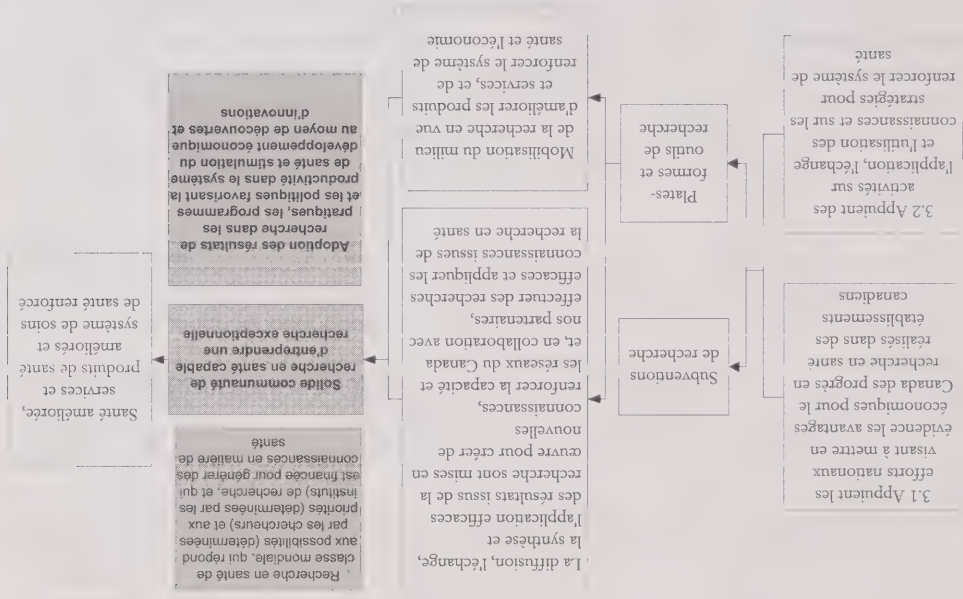 3.1 Appuient les
efforts nationaux
visant à mettre en
évidence les avantages
économiques pour le
Canada des progrès en
recherche en santé
réalisés dans des
établissements
canadiens
3.2 Appuient des
activités sur
l'application, l'échange
et l'utilisation des
connaissances et sur les
stratégies pour
renforcer le système de
santé
Subventions
de recherche
Plates-
formes et
outils de
recherche
La diffusion, l'échange,
la synthèse et
l'application efficaces
des résultats issus de la
recherche sont mises en
œuvre pour créer de
nouvelles
connaissances,
renforcer la capacité et
les réseaux du Canada
et, en collaboration avec
nos partenaires,
effectuer des recherches
efficaces et appliquer les
connaissances issues de
la recherche en santé
Mobilisation du milieu
de la recherche en vue
d'améliorer les produits
et services, et de
renforcer le système de
santé et l'économie
Recherche en santé de
classe mondiale, qui répond
aux possibilités (déterminées
par les chercheurs) et aux
priorités (déterminées par les
instituts) de recherche, et qui
est financée pour générer des
connaissances en matière de
santé
Solide communauté de
recherche en santé capable
d'entreprendre une
recherche exceptionnelle
Adoption des résultats de
recherche dans les
pratiques, les programmes
et les politiques favorisant la
productivité dans le système
de santé et stimulation du
développement économique
au moyen de découvertes et
d'innovations
Santé améliorée,
services et
produits de santé
améliorés et
système de soins
de santé renforcé